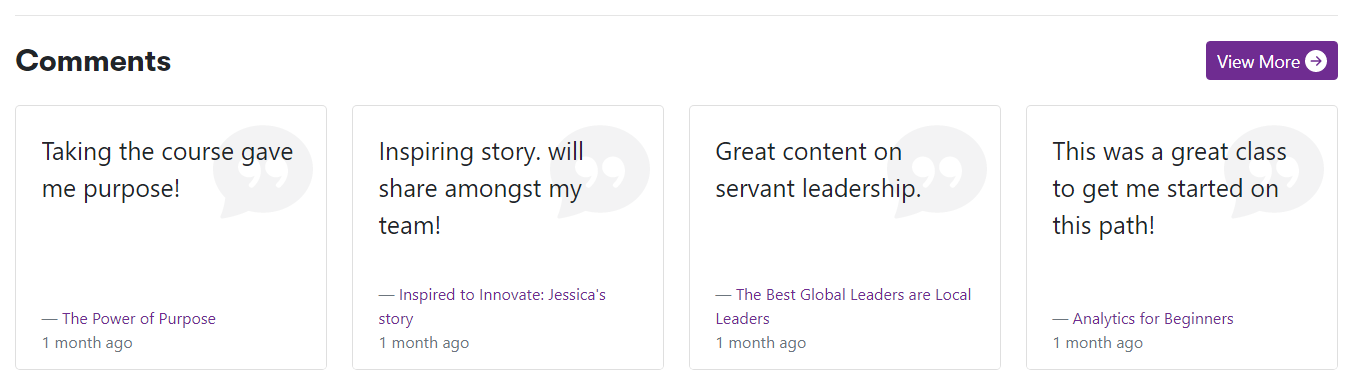 Comments
View More
Taking the course gave
me purpose!
— The Power of Purpose
1 month ago
Inspiring story. will
share amongst my
team!
— Inspired to Innovate: Jessica's
story
1 month ago
Great content on
servant leadership.
— The Best Global Leaders are Local
Leaders
1 month ago
This was a great class
to get me started on
this path!
— Analytics for Beginners
1 month ago